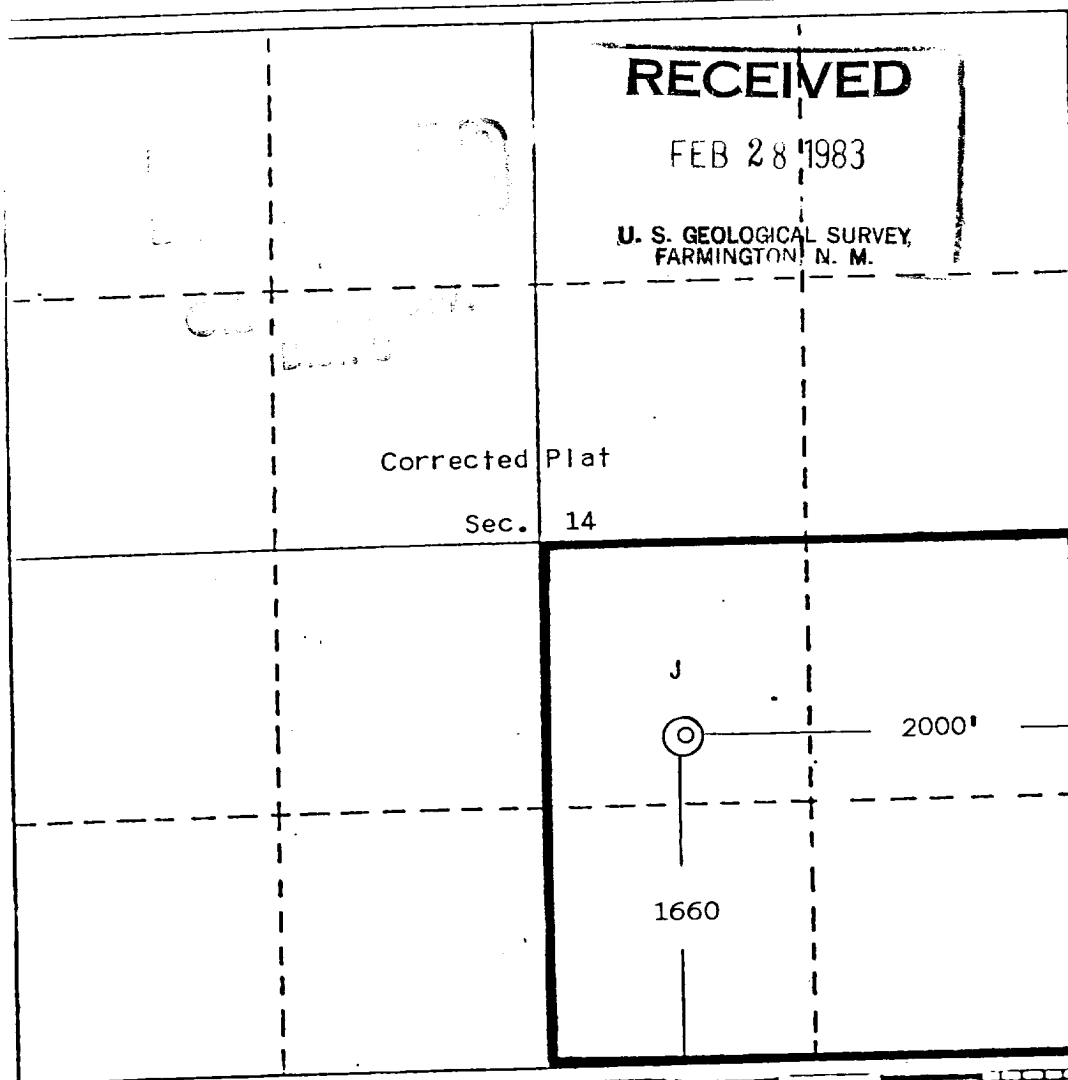 RECEIVED
FEB 28 1983
U. S. GEOLOGICAL SURVEY,
FARMINGTON, N. M.
Corrected Plat
Sec. 14
J
2000'
1660